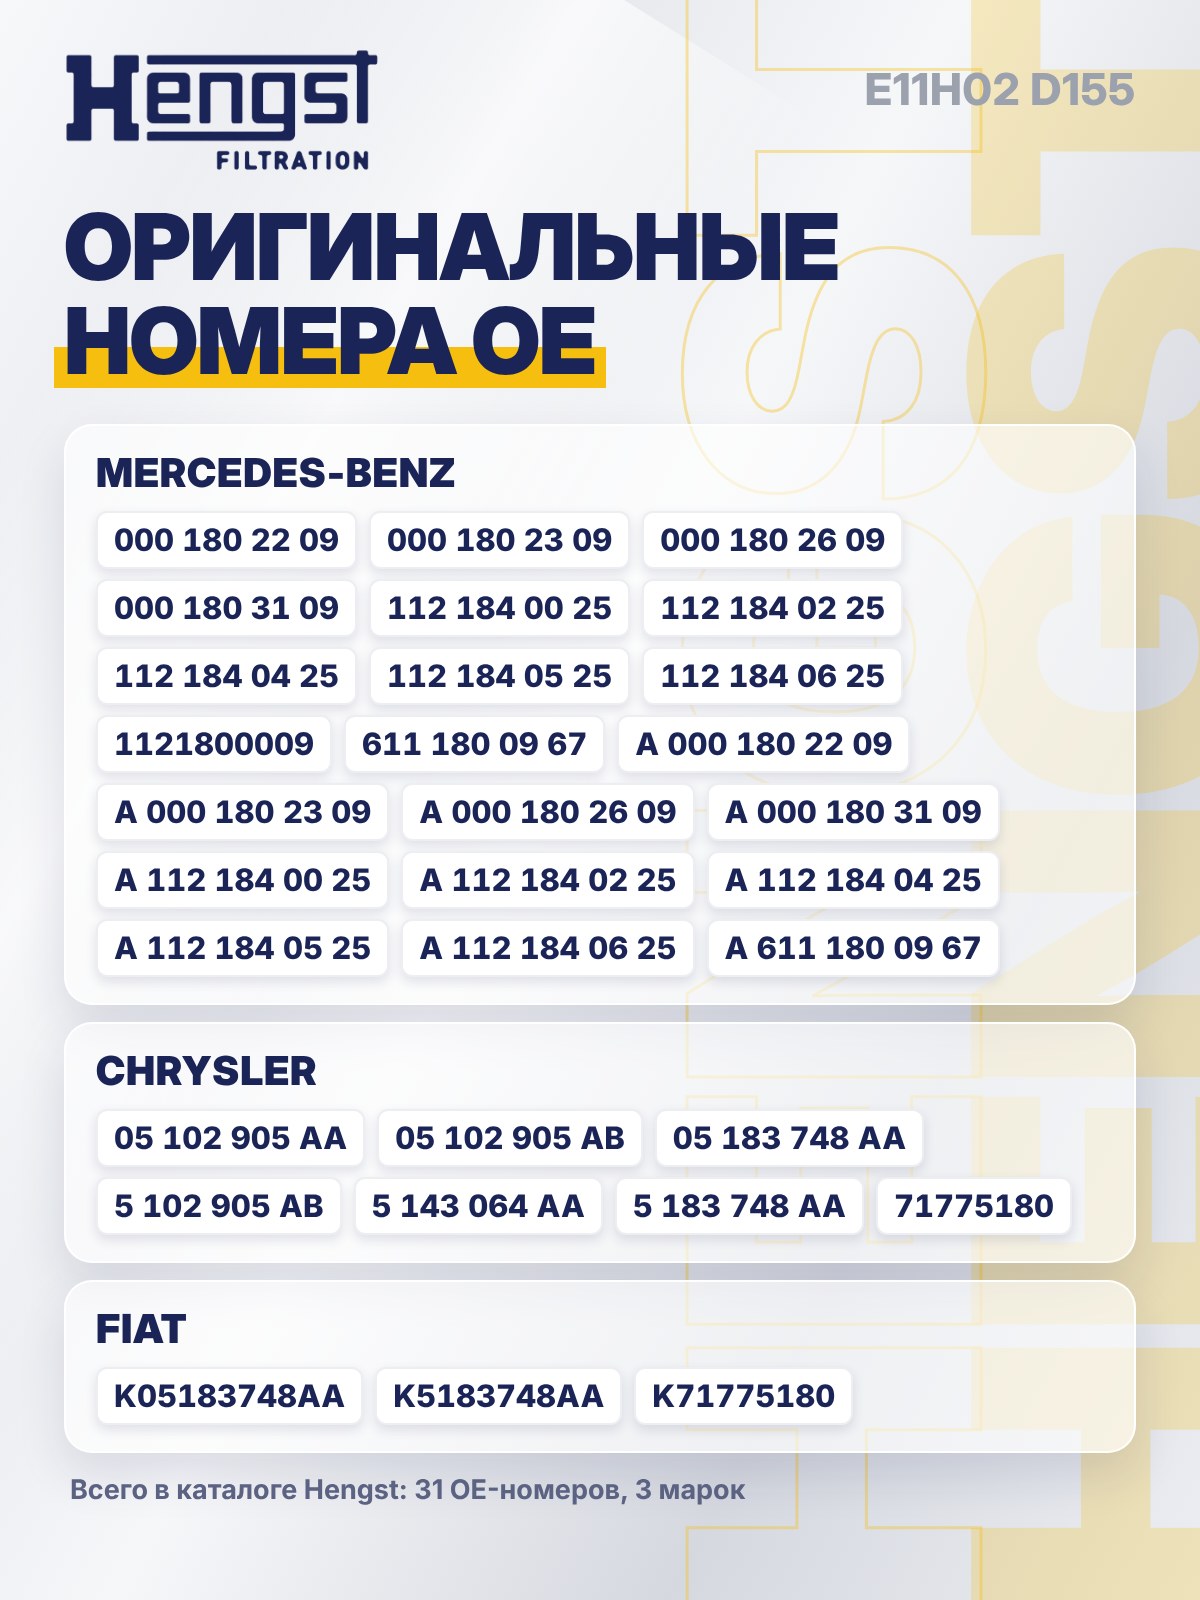 Hengst
FILTRATION
E11H02 D155
ОРИГИНАЛЬНЫЕ
НОМЕРА OE
MERCEDES-BENZ
000 180 22 09 000 180 23 09 000 180 26 09
000 180 31 09 112 184 00 25 112 184 02 25
112 184 04 25 112 184 05 25 112 184 06 25
1121800009 611 180 09 67 A 000 180 22 09
A 000 180 23 09 A 000 180 26 09 A 000 180 31 09
A 112 184 00 25 A 112 184 02 25 A 112 184 04 25
A 112 184 05 25 A 112 184 06 25 A 611 180 09 67
CHRYSLER
05 102 905 AA 05 102 905 AB 05 183 748 AA
5 102 905 AB 5 143 064 AA 5 183 748 AA 71775180
FIAT
K05183748AA K5183748AA K71775180
Всего в каталоге Hengst: 31 OE-номеров, 3 марок
HENGST
HENGST